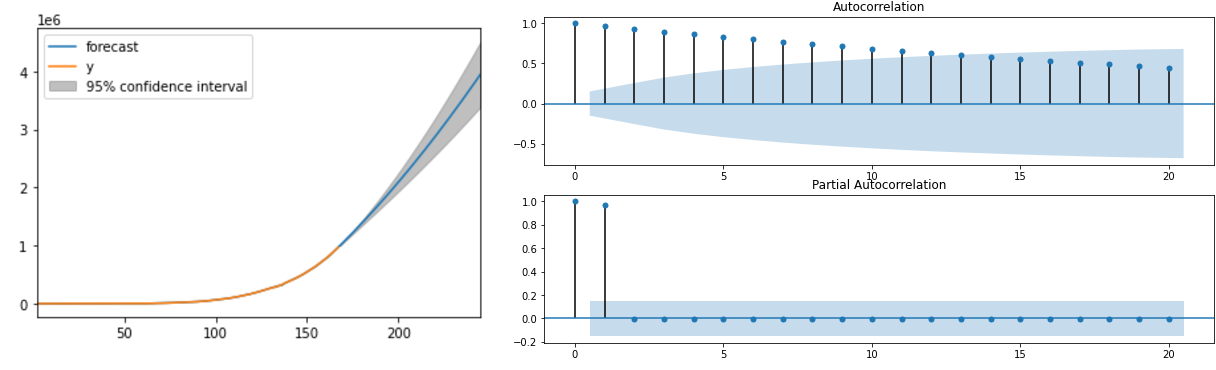 1e6
forecast
y
95% confidence interval
4
3
2
1
0
50 100 150 200
Autocorrelation
1.0
0.5
0.0
−0.5
0 5 10 15 20
Partial Autocorrelation
1.0
0.8
0.6
0.4
0.2
0.0
−0.2
0 5 10 15 20